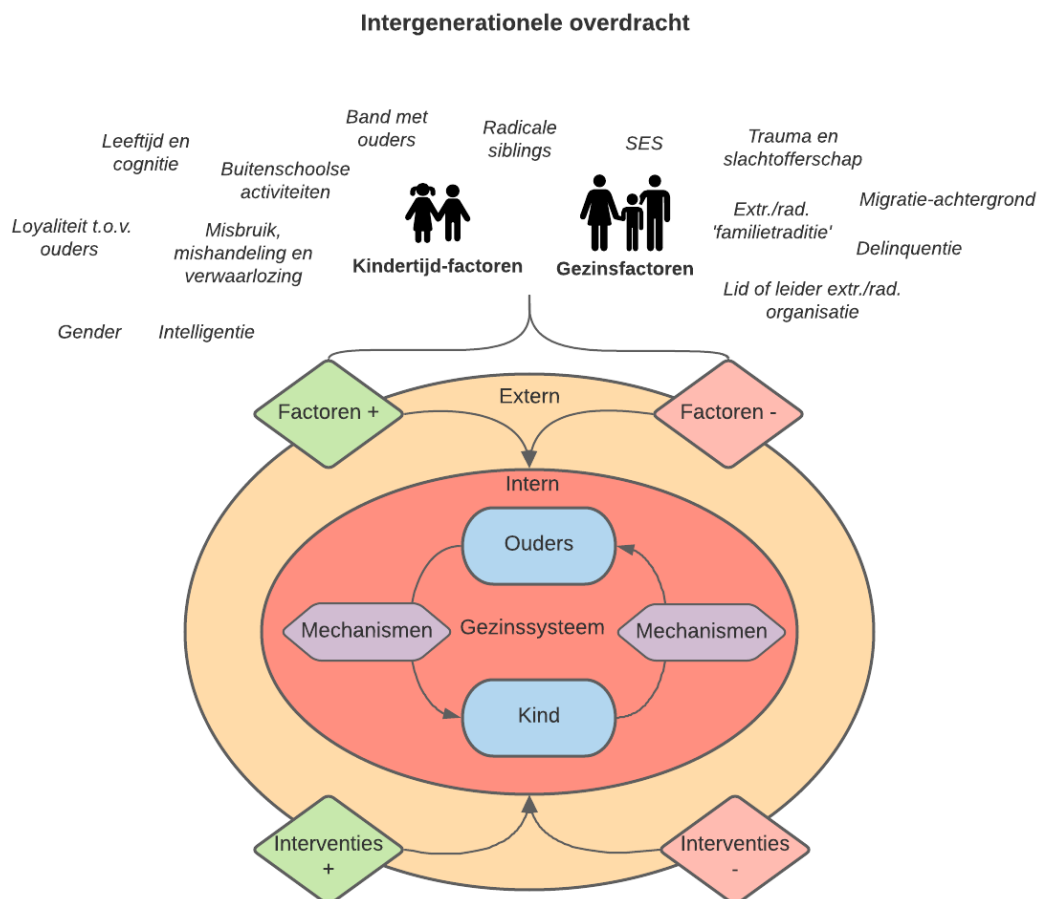 Intergenerationele overdracht
Leeftijd en
cognitie
Buitenschoolse
activiteiten
Band met
ouders
Radicale
siblings
SES
Trauma en
slachtofferschap
Loyaliteit t.o.v.
ouders
Misbruik,
mishandeling en
verwaarlozing
Extr./rad.
'familietraditie'
Migratie-achtergrond
Delinquentie
Kindertijd-factoren
Gezinsfactoren
Lid of leider extr./rad.
organisatie
Gender
Intelligentie
Factoren +
Extern
Factoren -
Intern
Ouders
Mechanismen
Gezinssysteem
Mechanismen
Kind
Interventies
+
Interventies
-